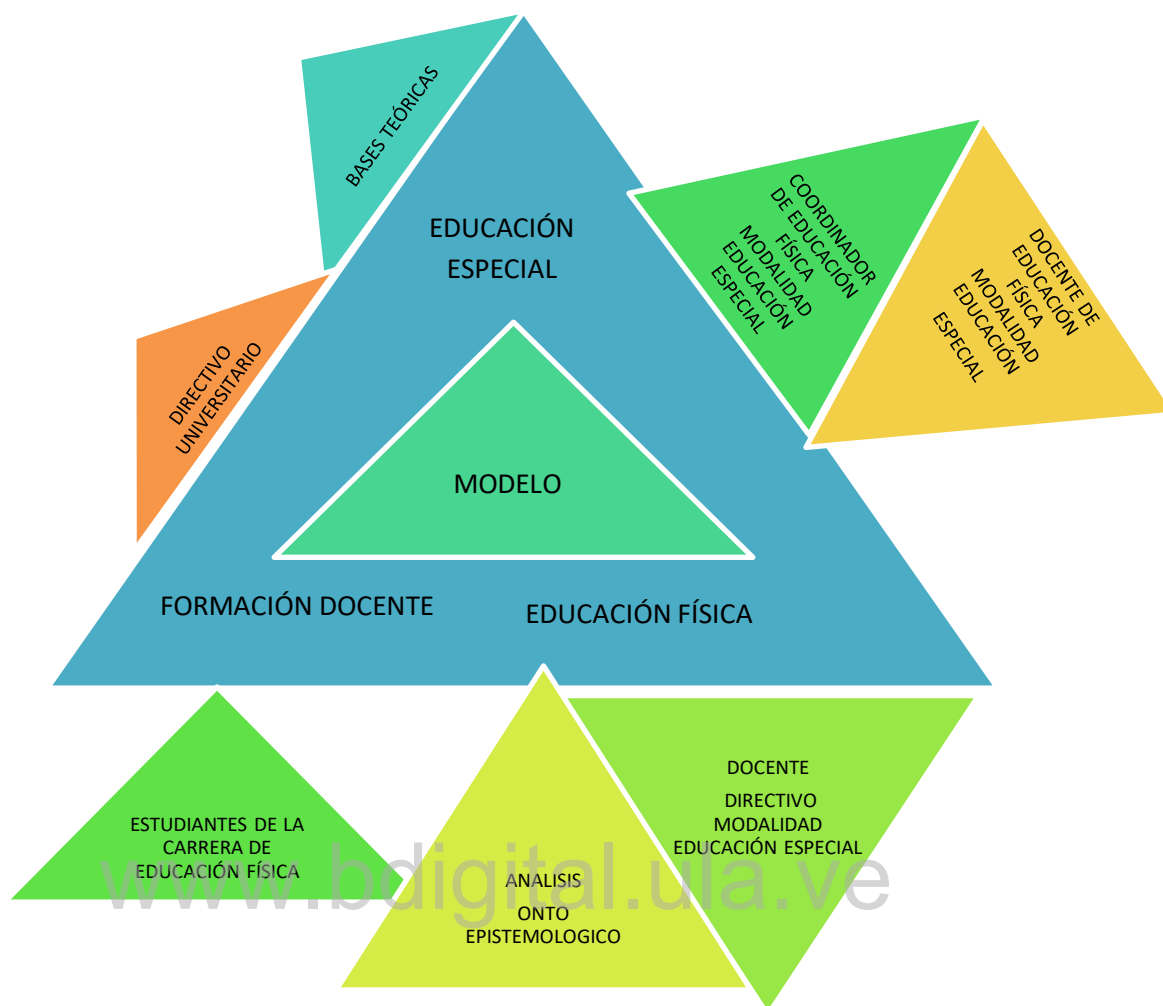 BASES TEÓRICAS
EDUCACIÓN
ESPECIAL
COORDINADOR
DE EDUCACIÓN
FÍSICA
MODALIDAD
EDUCACIÓN
ESPECIAL
DOCENTE DE
EDUCACIÓN
FÍSICA
MODALIDAD
EDUCACIÓN
ESPECIAL
DIRECTIVO
UNIVERSITARIO
MODELO
FORMACIÓN DOCENTE
EDUCACIÓN FÍSICA
ESTUDIANTES DE LA
CARRERA DE
EDUCACIÓN FÍSICA
ANALISIS
ONTO
EPISTEMOLOGICO
DOCENTE
DIRECTIVO
MODALIDAD
EDUCACIÓN ESPECIAL
www.bdigital.ula.ve